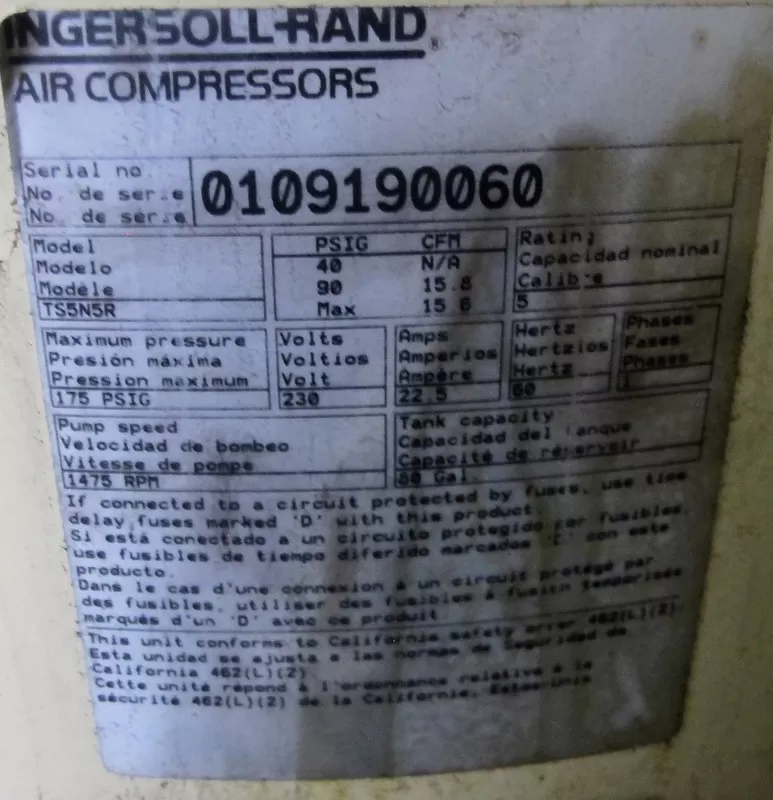 INGERSOLL-RAND®
AIR COMPRESSORS
Serial no.
No. de serie
No. de série
0109190060
Model
Modelo
Modèle
TS5N5R
PSIG CFM
40 N/A
90 15.8
Max 15.6
Rating
Capacidad nominal
Calibre
5
Maximum pressure
Presión máxima
Pression maximum
175 PSIG
Volts
Voltios
Volt
230
Amps
Amperios
Ampère
22.5
Hertz
Hertzios
Hertz
60
Phases
Fases
Phases
1
Pump speed
Velocidad de bombeo
Vitesse de pompe
1475 RPM
Tank capacity
Capacidad del tanque
Capacité de réservoir
Gal.
If connected to a circuit protected by fuses, use time
delay fuses marked 'D' with this product.
Si está conectado a un circuito protegido por fusibles,
use fusibles de tiempo diferido marcados con este
producto.
Dans le cas d'une connexion à un circuit protégé par
des fusibles, utiliser des fusibles à fusion temporisée
marqués d'un 'D' avec ce produit.
This unit conforms to California safety order 462(L)(2).
Esta unidad se ajusta a las normas de Seguridad de
California 462(L)(2)
Cette unité répond à l'ordonnance relative à la
sécurité 462(L)(2) de la Californie,